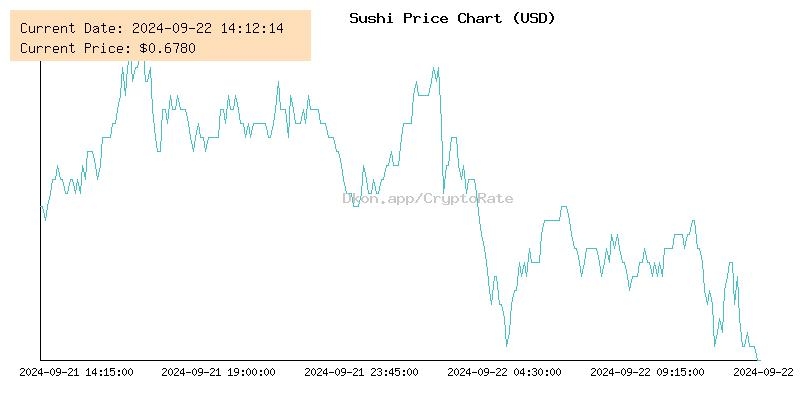 Sushi Price Chart (USD)
Current Date: 2024-09-22 14:12:14
Current Price: $0.6780
Dkon.app/CryptoRate
2024-09-21 14:15:00 2024-09-21 19:00:00 2024-09-21 23:45:00 2024-09-22 04:30:00 2024-09-22 09:15:00 2024-09-22